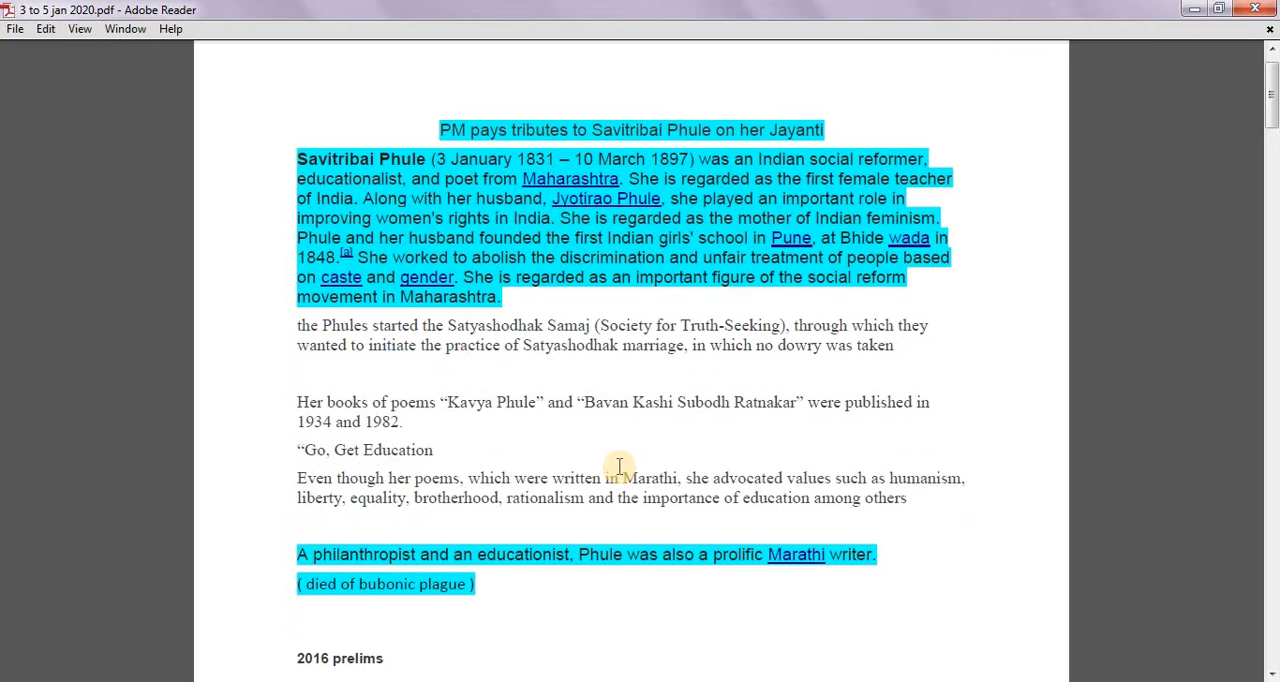 3 to 5 jan 2020.pdf - Adobe Reader
File Edit View Window Help
PM pays tributes to Savitribai Phule on her Jayanti
Savitribai Phule (3 January 1831 – 10 March 1897) was an Indian social reformer,
educationalist, and poet from Maharashtra. She is regarded as the first female teacher
of India. Along with her husband, Jyotirao Phule, she played an important role in
improving women's rights in India. She is regarded as the mother of Indian feminism.
Phule and her husband founded the first Indian girls' school in Pune, at Bhide wada in
1848.[a] She worked to abolish the discrimination and unfair treatment of people based
on caste and gender. She is regarded as an important figure of the social reform
movement in Maharashtra.
the Phules started the Satyashodhak Samaj (Society for Truth-Seeking), through which they
wanted to initiate the practice of Satyashodhak marriage, in which no dowry was taken
Her books of poems “Kavya Phule” and “Bavan Kashi Subodh Ratnakar” were published in
1934 and 1982.
“Go, Get Education
Even though her poems, which were written in Marathi, she advocated values such as humanism,
liberty, equality, brotherhood, rationalism and the importance of education among others
A philanthropist and an educationist, Phule was also a prolific Marathi writer.
( died of bubonic plague )
2016 prelims